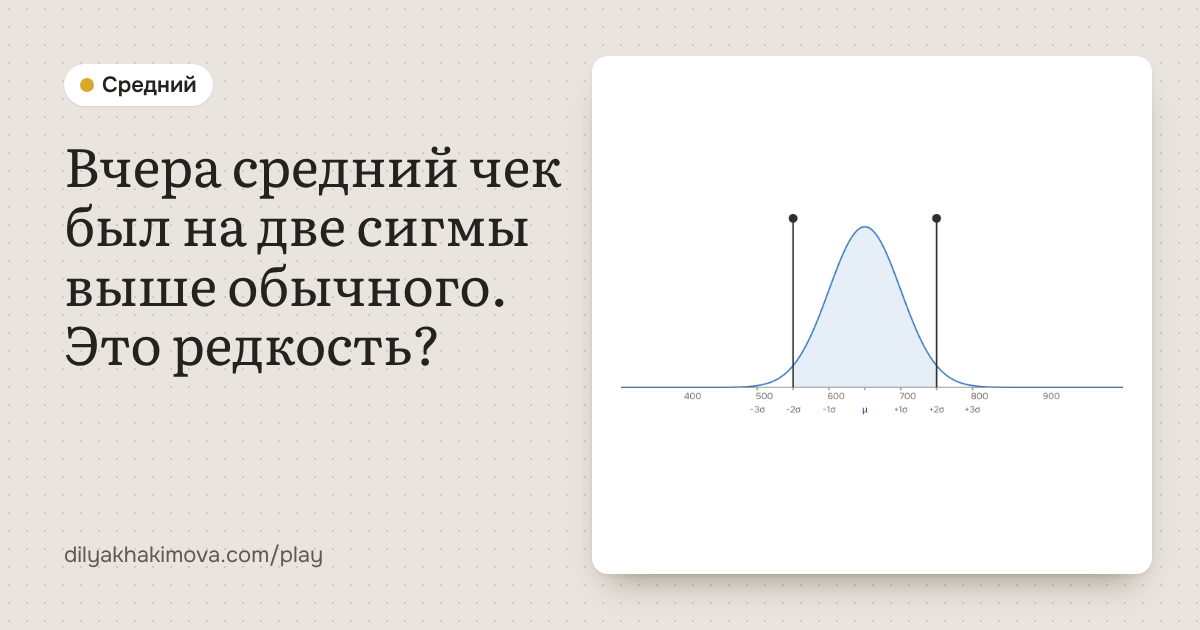 Средний
Вчера средний чек
был на две сигмы
выше обычного.
Это редкость?
400 500 600 700 800 900
-3σ -2σ -1σ μ +1σ +2σ +3σ
dilyakhakimova.com/play